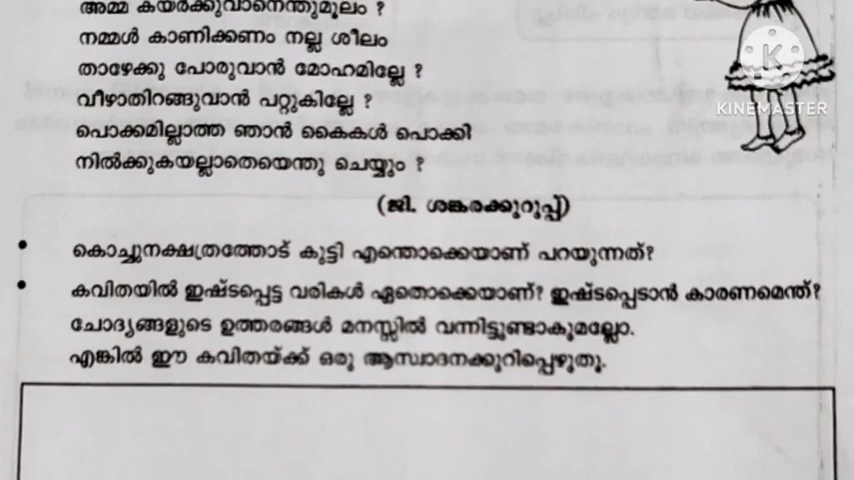 അമ്മ കയർക്കുവാനെന്തുമൂലം ?
നമ്മൾ കാണിക്കണം നല്ല ശീലം
താഴേക്കു പോരുവാൻ മോഹമില്ലേ ?
വീഴാതിറങ്ങുവാൻ പറ്റുകില്ലേ ?
പൊക്കമില്ലാത്ത ഞാൻ കൈകൾ പൊക്കി
നിൽക്കുകയല്ലാതെയെന്തു ചെയ്യും ?
(ജി. ശങ്കരക്കുറുപ്പ്)
• കൊച്ചുനക്ഷത്രത്തോട് കുട്ടി എന്തൊക്കെയാണ് പറയുന്നത്?
• കവിതയിൽ ഇഷ്ടപ്പെട്ട വരികൾ ഏതൊക്കെയാണ്? ഇഷ്ടപ്പെടാൻ കാരണമെന്ത്?
ചോദ്യങ്ങളുടെ ഉത്തരങ്ങൾ മനസ്സിൽ വന്നിട്ടുണ്ടാകുമല്ലോ.
എങ്കിൽ ഈ കവിതയ്ക്ക് ഒരു ആസ്വാദനക്കുറിപ്പെഴുതൂ.
K
KINEMASTER